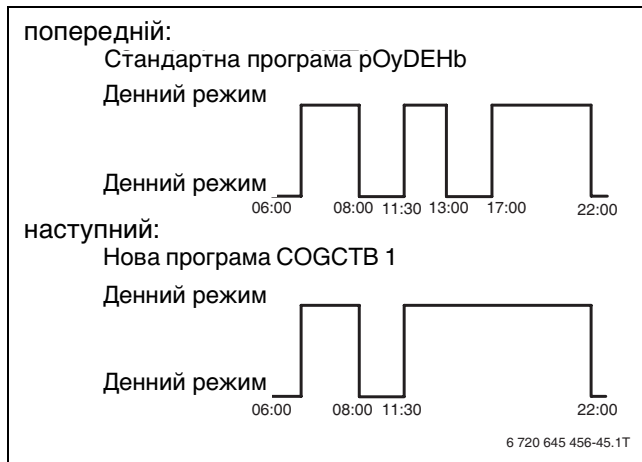 попередній:
Стандартна програма pOyDEHb
Денний режим
Денний режим
06:00 08:00 11:30 13:00 17:00 22:00
наступний:
Нова програма COGCTB 1
Денний режим
Денний режим
06:00 08:00 11:30 22:00
6 720 645 456-45.1T